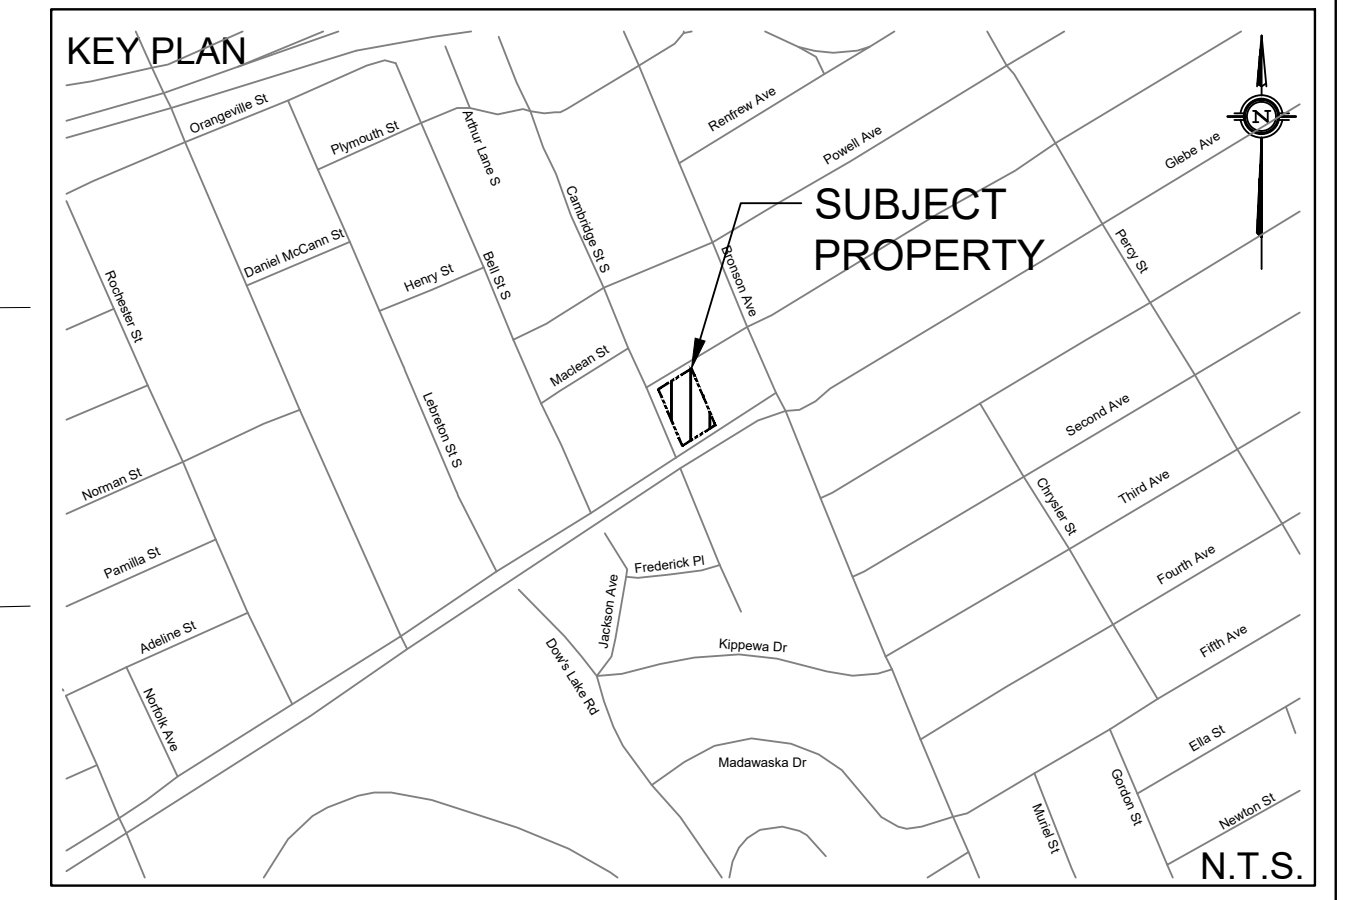 KEY PLAN
Orangeville St
Plymouth St
Arthur Lane S
Renfrew Ave
Powell Ave
Glebe Ave
N
SUBJECT
PROPERTY
Cambridge St S
Daniel McCann St
Henry St
Bell St S
Bronson Ave
Percy St
Rochester St
Maclean St
Lebreton St S
Second Ave
Third Ave
Chrysler St
Norman St
Pamilla St
Frederick Pl
Fourth Ave
Jackson Ave
Adeline St
Kippewa Dr
Fifth Ave
Dow's Lake Rd
Norfolk Ave
Ella St
Madawaska Dr
Gordon St
Muriel St
Newton St
N.T.S.